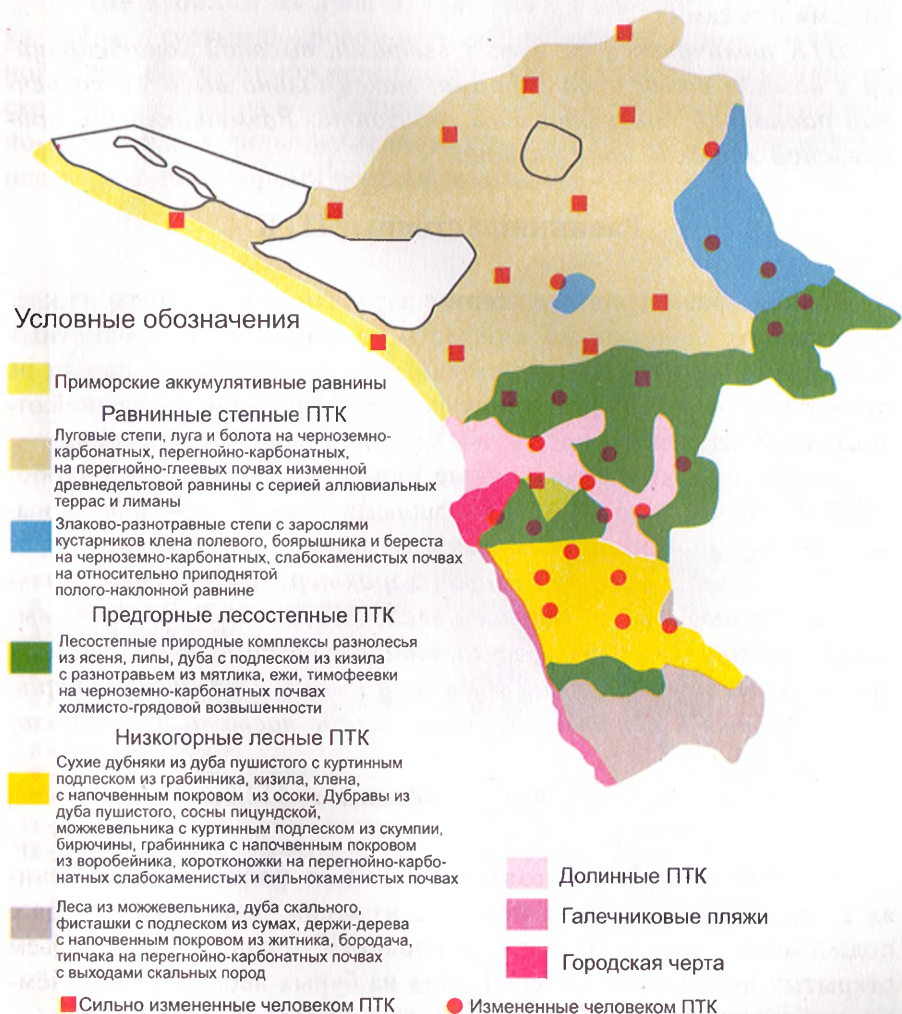 Условные обозначения
Приморские аккумулятивные равнины
Равнинные степные ПТК
Луговые степи, луга и болота на черноземно-
карбонатных, перегнойно-карбонатных,
на перегнойно-глеевых почвах низменной
древнедельтовой равнины с серией аллювиальных
террас и лиманы
Злаково-разнотравные степи с зарослями
кустарников клена полевого, боярышника и береста
на черноземно-карбонатных, слабокаменистых почвах
на относительно приподнятой
полого-наклонной равнине
Предгорные лесостепные ПТК
Лесостепные природные комплексы разнолесья
из ясеня, липы, дуба с подлеском из кизила
с разнотравьем из мятлика, ежи, тимофеевки
на черноземно-карбонатных почвах
холмисто-грядовой возвышенности
Низкогорные лесные ПТК
Сухие дубняки из дуба пушистого с куртинным
подлеском из грабинника, кизила, клена,
с напочвенным покровом из осоки. Дубравы из
дуба пушистого, сосны пицундской,
можжевельника с куртинным подлеском из скумпии,
бирючины, грабинника с напочвенным покровом
из воробейника, коротконожки на перегнойно-карбо-
натных слабокаменистых и сильнокаменистых почвах
Леса из можжевельника, дуба скального,
фисташки с подлеском из сумах, держи-дерева
с напочвенным покровом из житника, бородача,
типчака на перегнойно-карбонатных почвах
с выходами скальных пород
Долинные ПТК
Галечниковые пляжи
Городская черта
Сильно измененные человеком ПТК
Измененные человеком ПТК